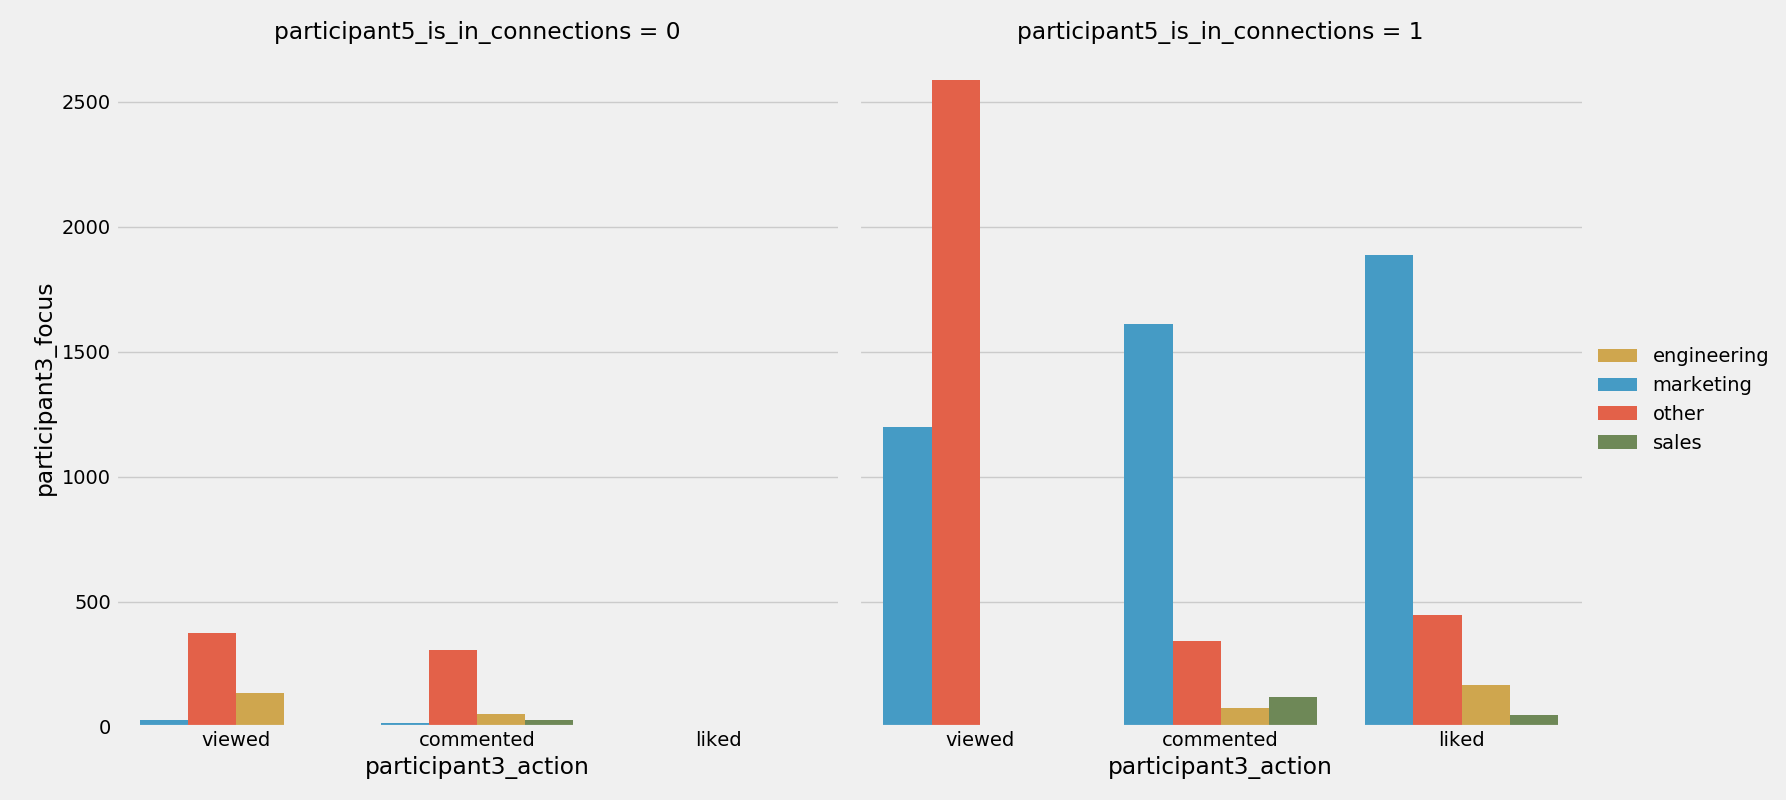 participant5_is_in_connections = 0
participant5_is_in_connections = 1
participant3_focus
2500
2000
1500
1000
500
0
viewed
commented
liked
viewed
commented
liked
participant3_action
participant3_action
engineering
marketing
other
sales